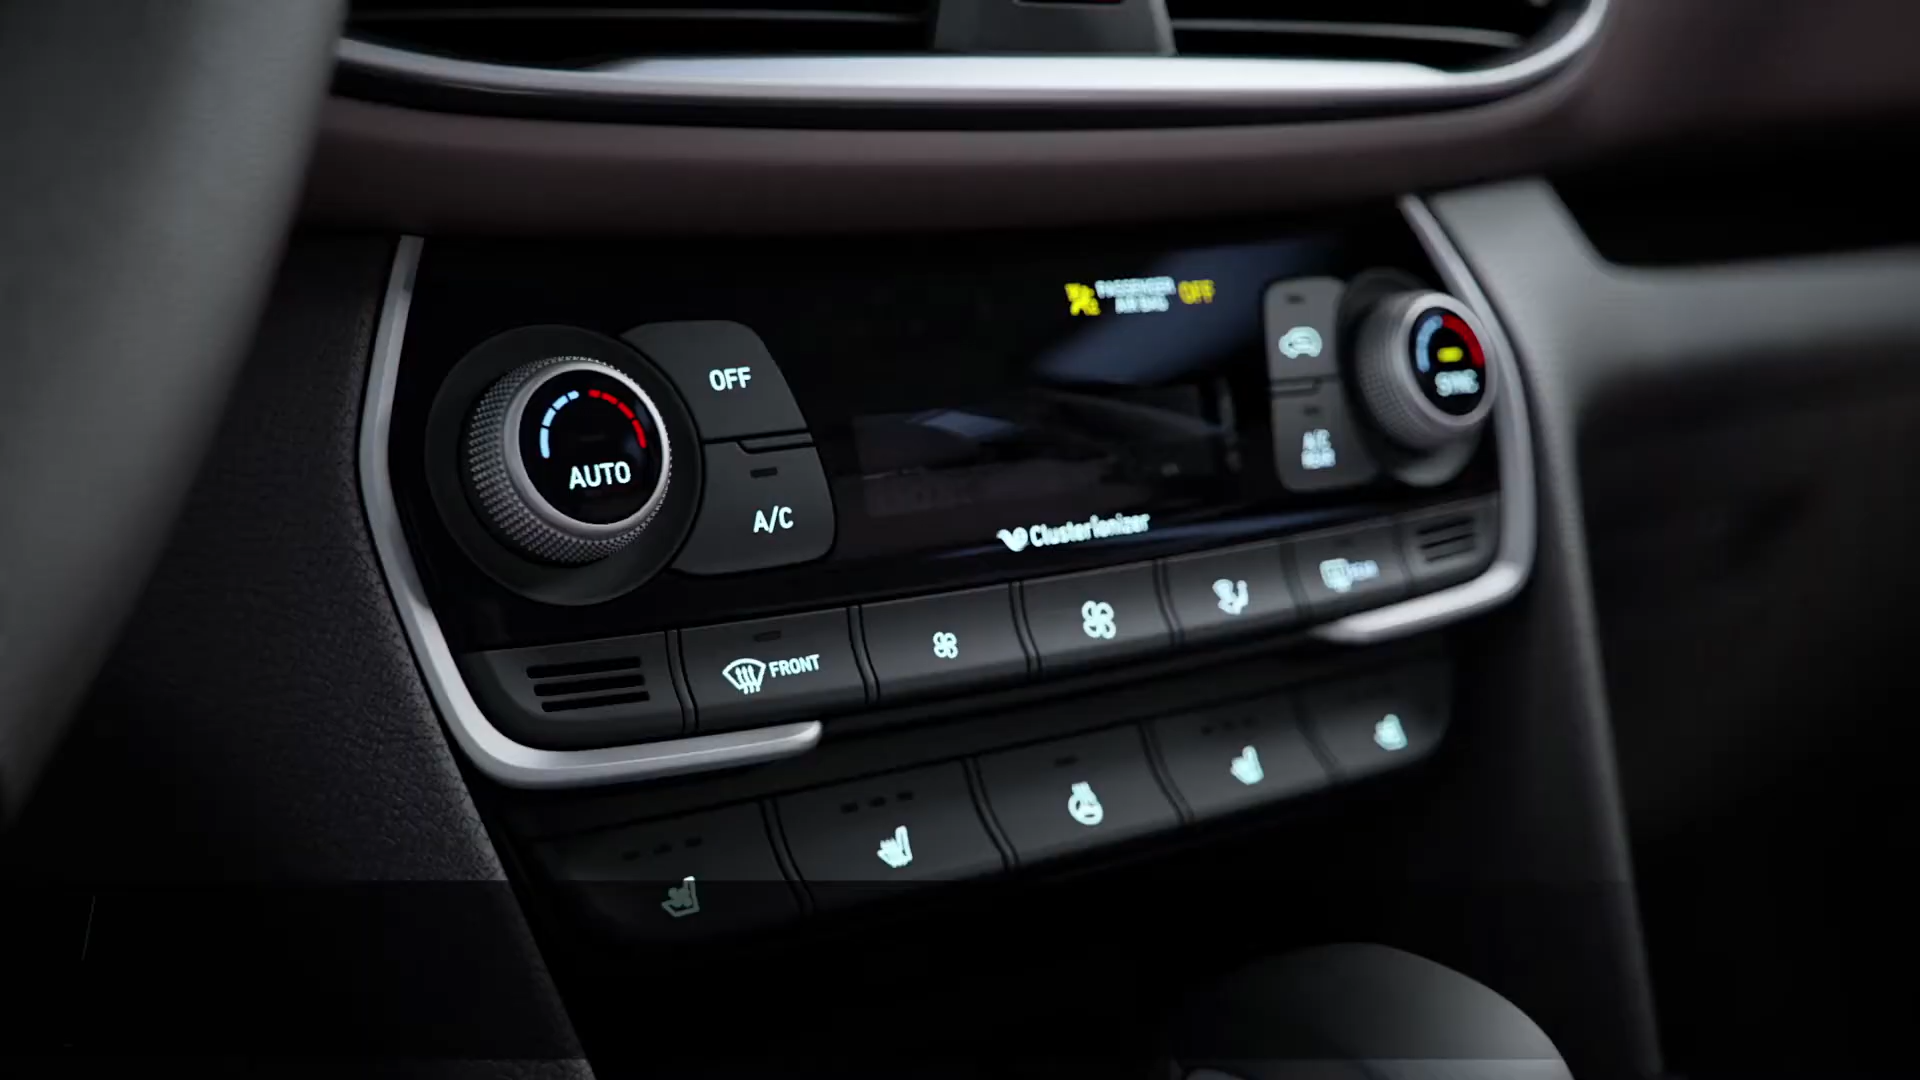 PASSENGER
AIR BAG
OFF
OFF
SYNC
AUTO
A/C
A/C
REAR
ClusterIonizer
FRONT